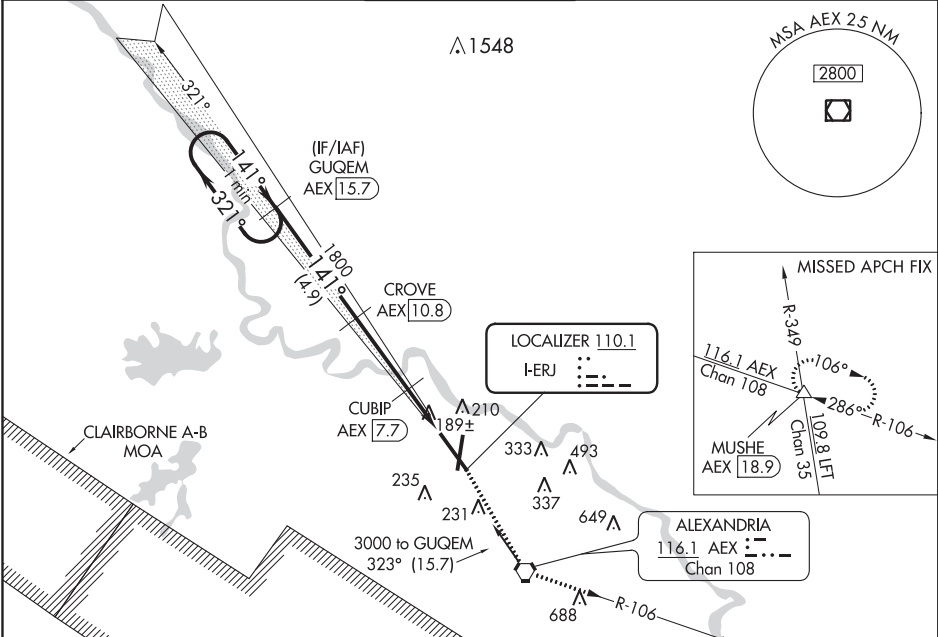 1548
MSA AEX 25 NM
2800
321°
141°
1 min
321°
(IF/IAF)
GUQEM
AEX 15.7
1800
141°
(4.9)
CROVE
AEX 10.8
LOCALIZER 110.1
I-ERJ
CUBIP
AEX 7.7
210
189±
333
493
337
235
231
649
CLAIRBORNE A-B
MOA
3000 to GUQEM
323° (15.7)
ALEXANDRIA
116.1 AEX
Chan 108
688
R-106
MISSED APCH FIX
R-349
116.1 AEX
Chan 108
106°
286°
R-106
MUSHE
AEX 18.9
109.8 LFT
Chan 35